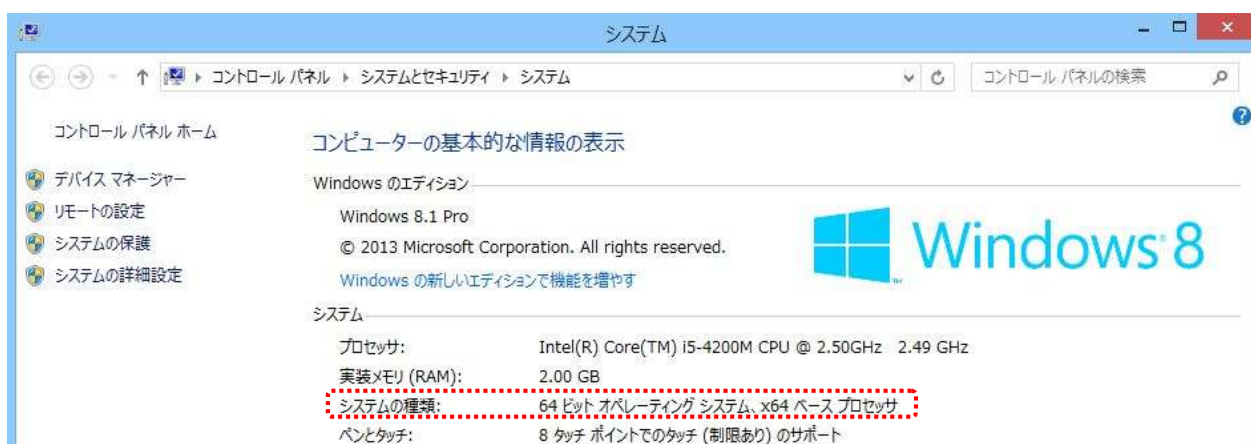 システム
コントロール パネル ▸ システムとセキュリティ ▸ システム
コントロール パネルの検索
コントロール パネル ホーム
デバイス マネージャー
リモートの設定
システムの保護
システムの詳細設定
コンピューターの基本的な情報の表示
Windows のエディション
Windows 8.1 Pro
© 2013 Microsoft Corporation. All rights reserved.
Windows の新しいエディションで機能を増やす
Windows 8
システム
プロセッサ: Intel(R) Core(TM) i5-4200M CPU @ 2.50GHz 2.49 GHz
実装メモリ (RAM): 2.00 GB
システムの種類: 64 ビット オペレーティング システム、x64 ベース プロセッサ
ペンとタッチ: 8 タッチ ポイントでのタッチ (制限あり) のサポート